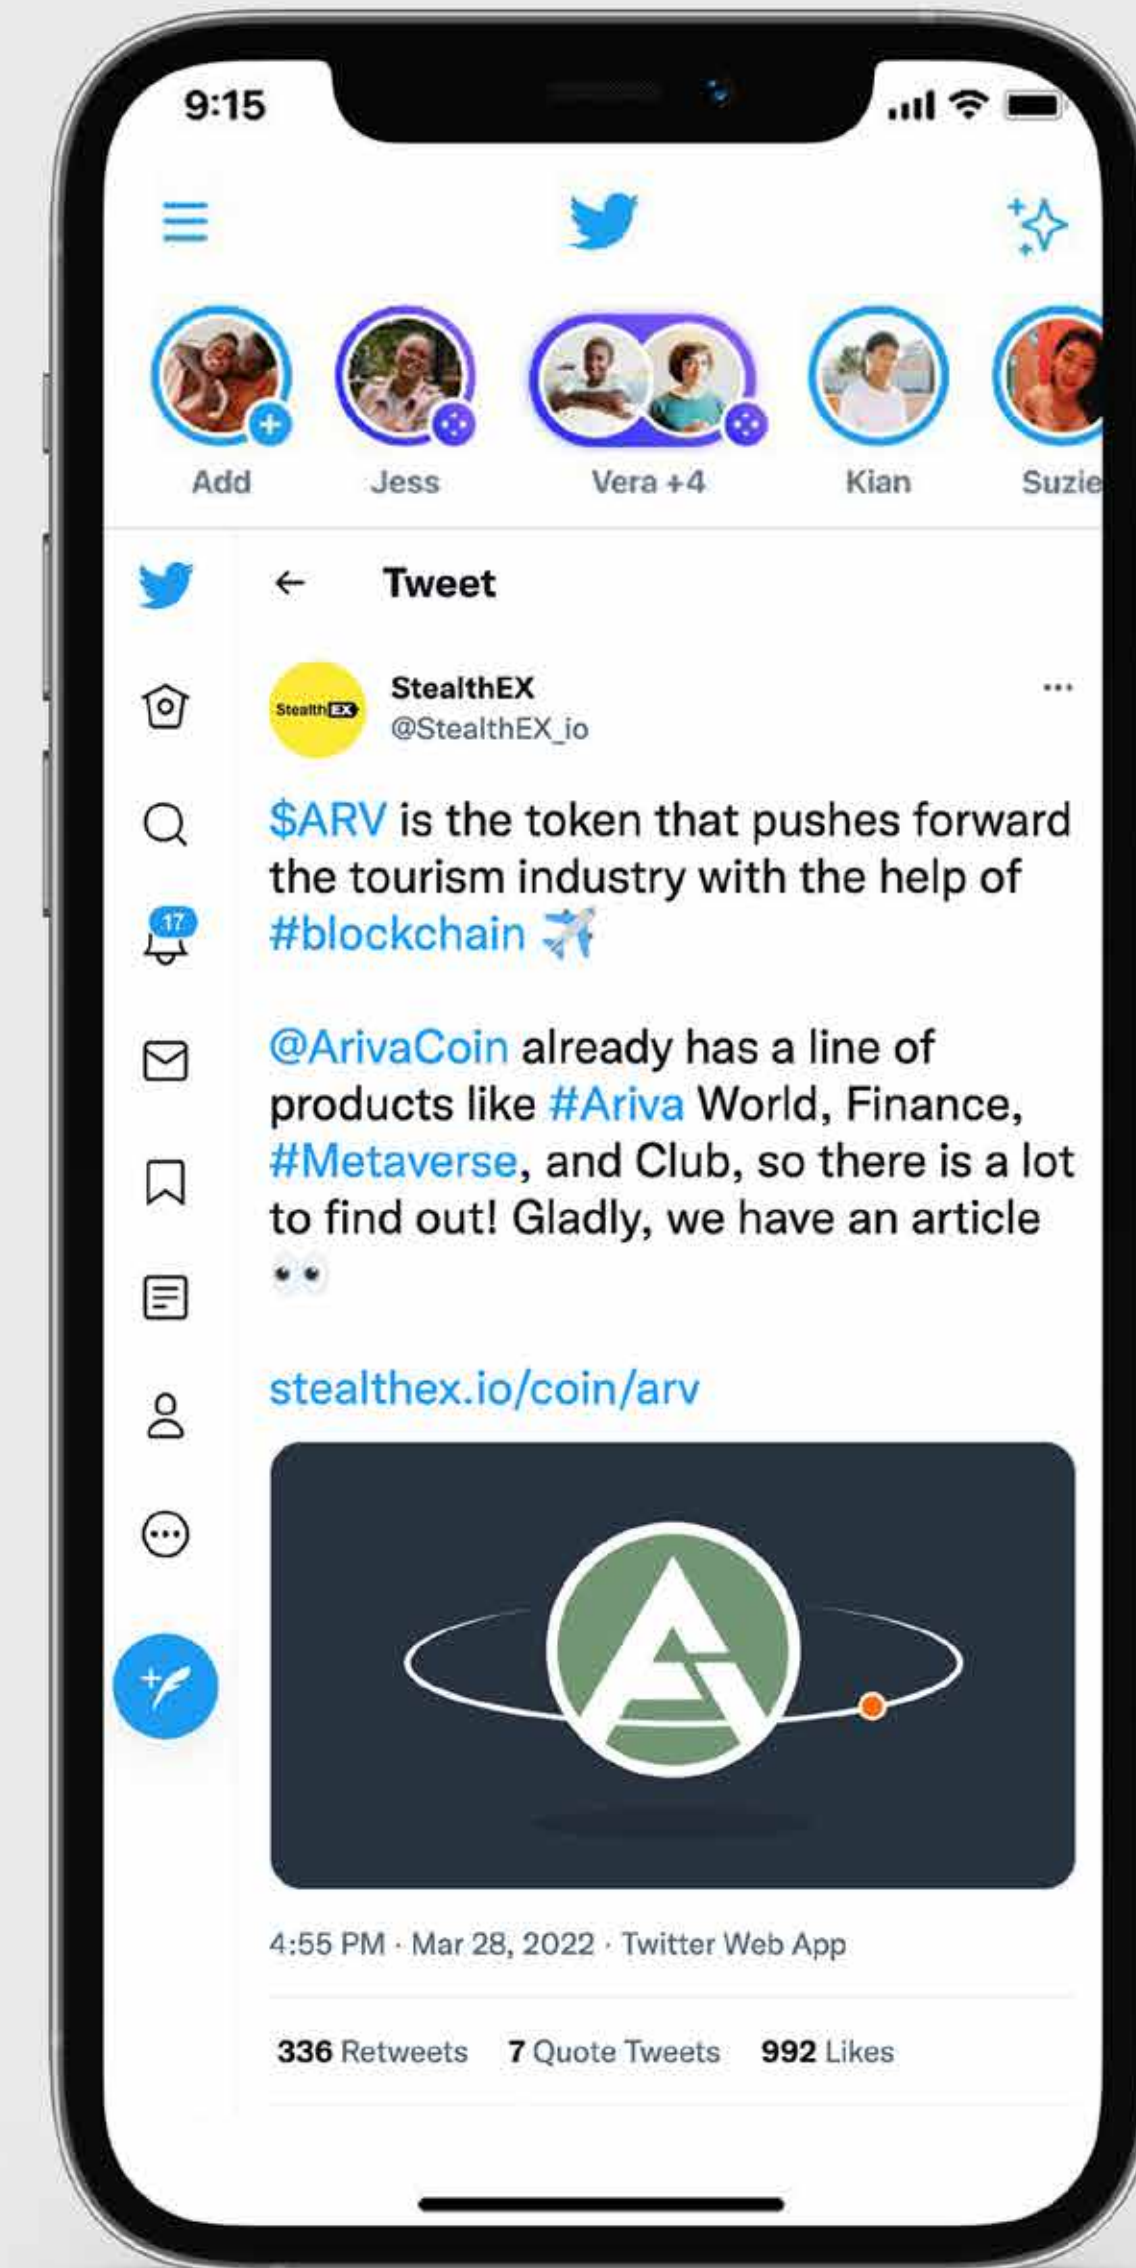 9:15
Add
Jess
Vera +4
Kian
Suzie
Tweet
StealthEX
StealthEX
@StealthEX_io
$ARV is the token that pushes forward
the tourism industry with the help of
#blockchain ✈️
17
@ArivaCoin already has a line of
products like #Ariva World, Finance,
#Metaverse, and Club, so there is a lot
to find out! Gladly, we have an article
👀
stealthex.io/coin/arv
4:55 PM · Mar 28, 2022 · Twitter Web App
336 Retweets 7 Quote Tweets 992 Likes